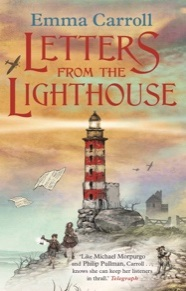 Emma Carroll
LETTERS
FROM THE
LIGHTHOUSE
"Like Michael Morpurgo
and Philip Pullman, Carroll
knows she can keep her listeners
in thrall." Telegraph